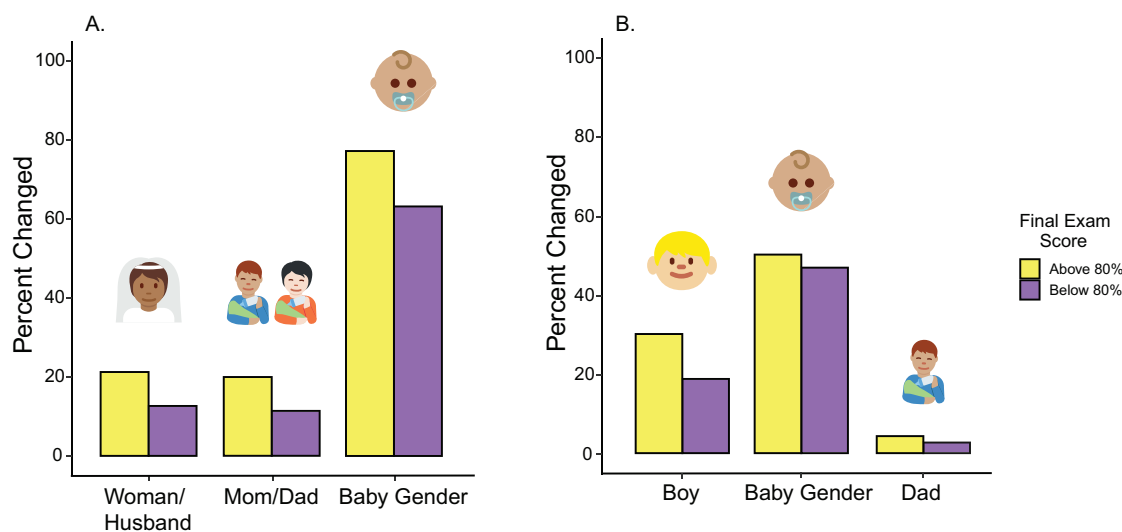 A.
Percent Changed
100
80
60
40
20
0
Woman/
Husband
Mom/Dad
Baby Gender
B.
Percent Changed
100
80
60
40
20
0
Boy
Baby Gender
Dad
Final Exam
Score
Above 80%
Below 80%